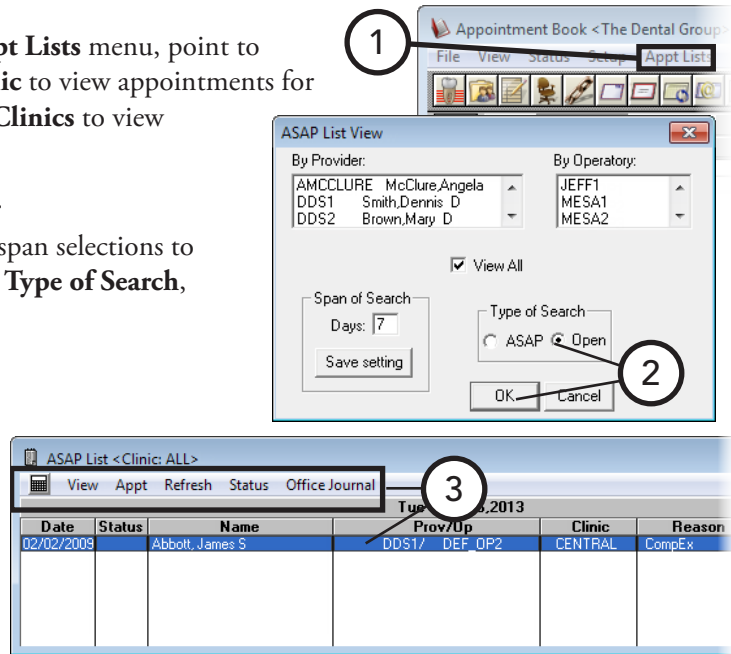 pt Lists menu, point to
ic to view appointments for
Clinics to view
span selections to
Type of Search,
1
Appointment Book <The Dental Group
File View Status Setup Appt Lists
ASAP List View
By Provider: By Operatory:
AMCCLURE McClure,Angela JEFF1
DDS1 Smith,Dennis D MESA1
DDS2 Brown,Mary D MESA2
View All
Span of Search Type of Search
Days: 7
ASAP Open
Save setting
2
OK Cancel
ASAP List <Clinic: ALL>
View Appt Refresh Status Office Journal
3
,2013
Date Status Name Prov/Op Clinic Reason
02/02/2009 Abbott, James S DDS1/ DEF_OP2 CENTRAL CompEx